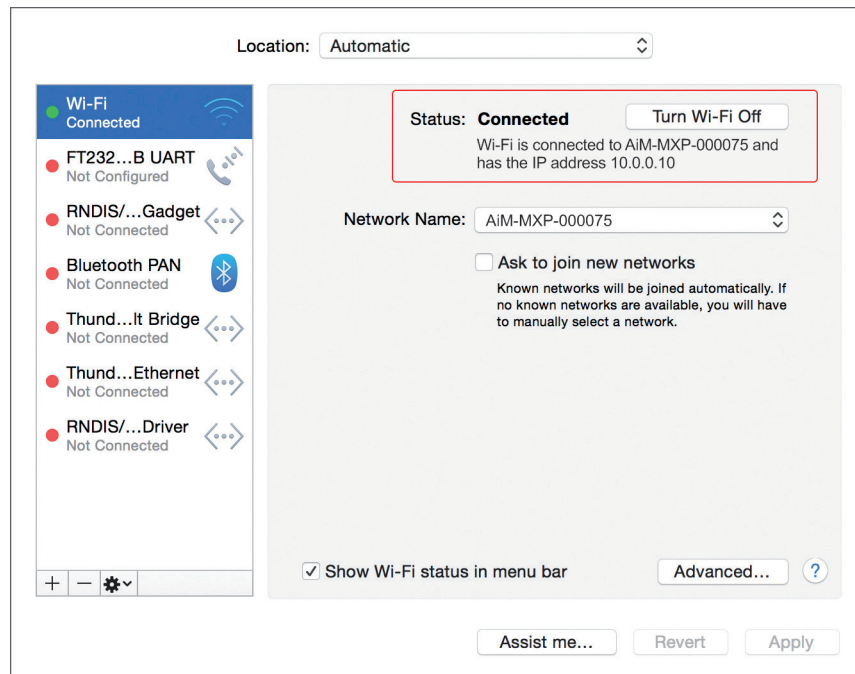 Location: Automatic
Wi-Fi
Connected
FT232...B UART
Not Configured
RNDIS/...Gadget
Not Connected
Bluetooth PAN
Not Connected
Thund...lt Bridge
Not Connected
Thund...Ethernet
Not Connected
RNDIS/...Driver
Not Connected
Status: Connected
Turn Wi-Fi Off
Wi-Fi is connected to AiM-MXP-000075 and
has the IP address 10.0.0.10
Network Name: AiM-MXP-000075
Ask to join new networks
Known networks will be joined automatically. If
no known networks are available, you will have
to manually select a network.
Show Wi-Fi status in menu bar
Advanced...
?
Assist me...
Revert
Apply